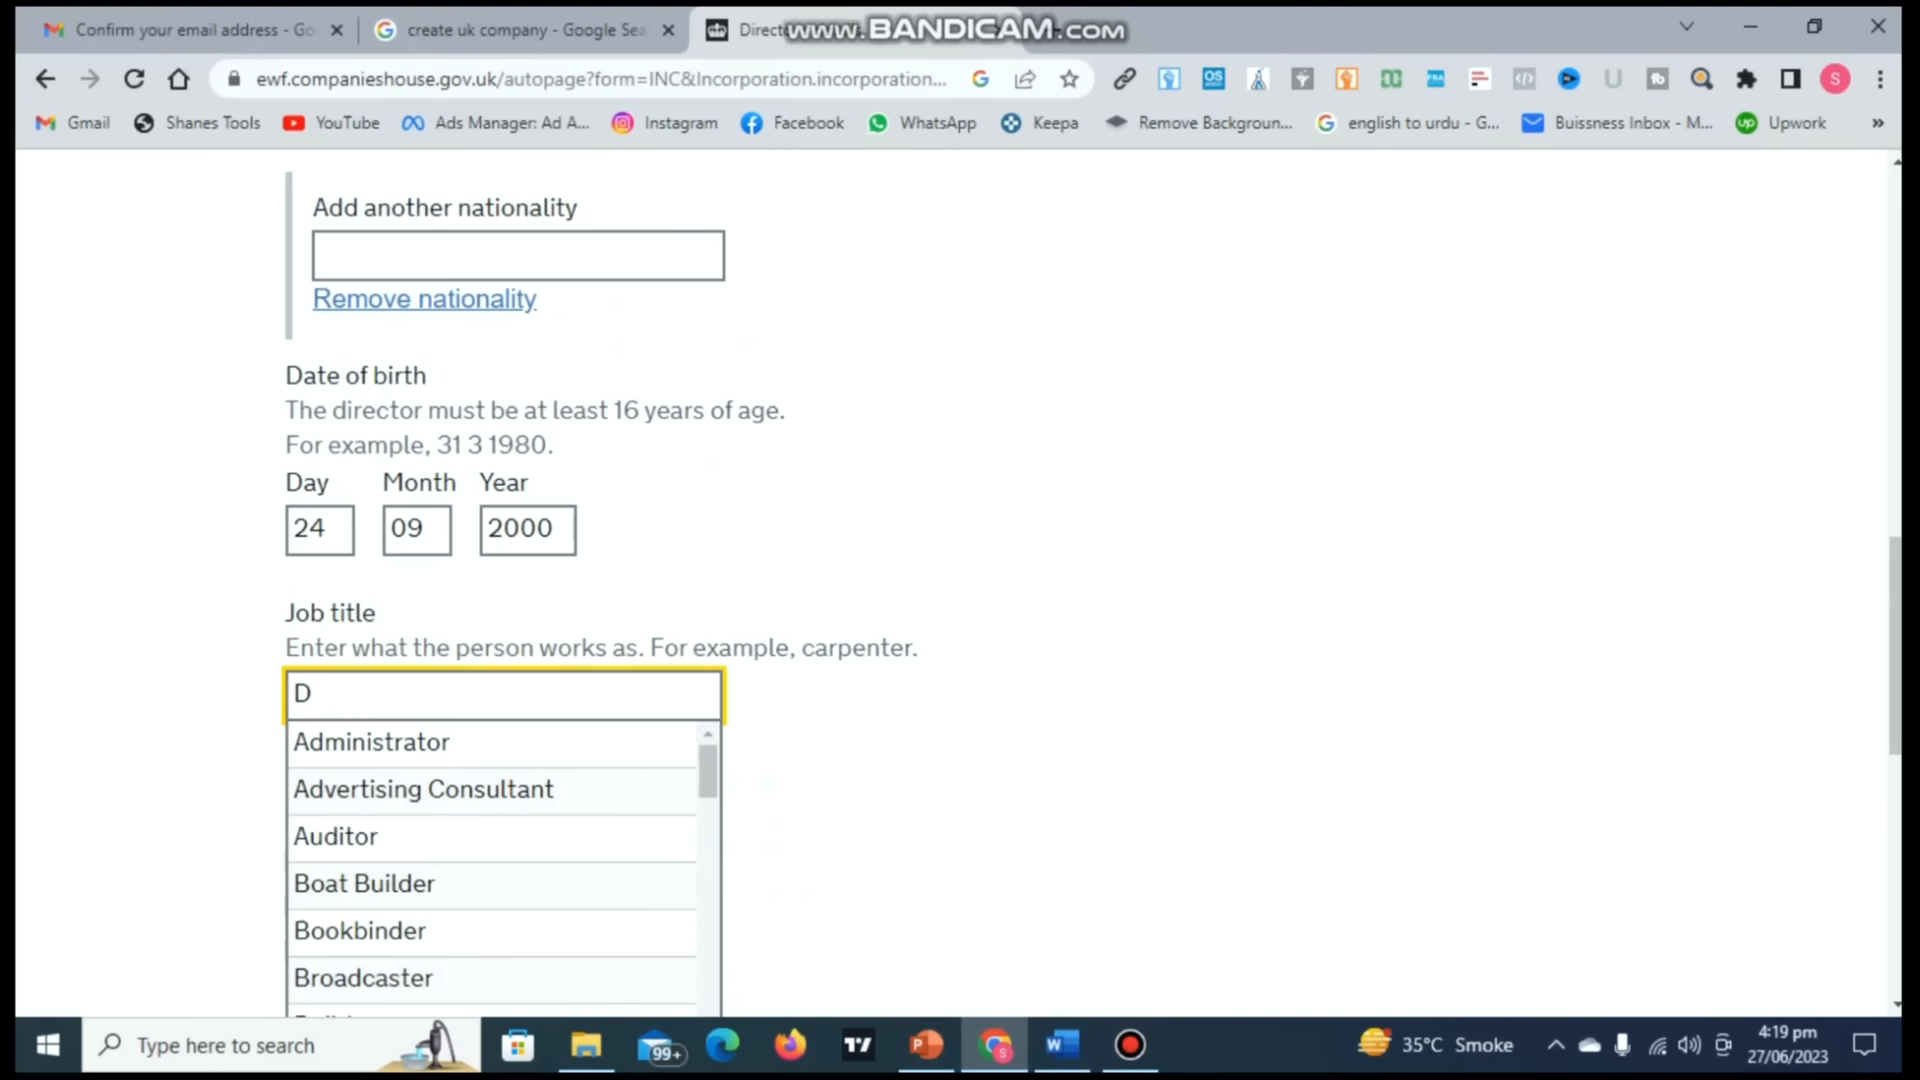 Confirm your email address - Go
create uk company - Google Sea
Direct
www.BANDICAM.com
ewf.companieshouse.gov.uk/autopage?form=INC&Incorporation.incorporation...
Gmail
Shanes Tools
YouTube
Ads Manager: Ad A...
Instagram
Facebook
WhatsApp
Keepa
Remove Backgroun...
english to urdu - G...
Buissness Inbox - M...
Upwork
»
Add another nationality
Remove nationality
Date of birth
The director must be at least 16 years of age.
For example, 31 3 1980.
Day Month Year
24 09 2000
Job title
Enter what the person works as. For example, carpenter.
D
Administrator
Advertising Consultant
Auditor
Boat Builder
Bookbinder
Broadcaster
Type here to search
99+
35°C Smoke
4:19 pm
27/06/2023